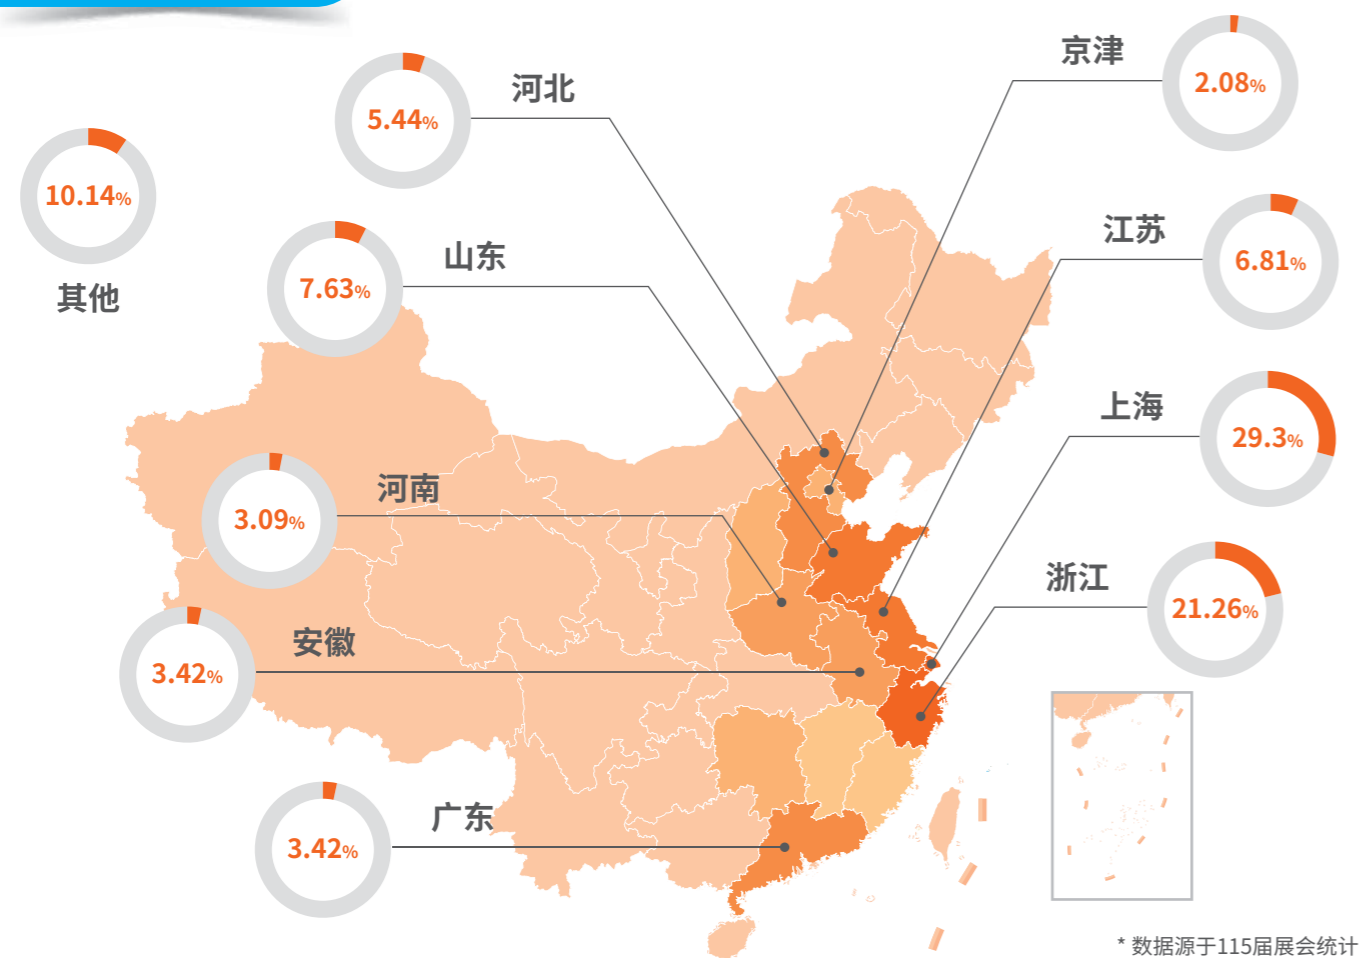 京津
2.08%
河北
5.44%
10.14%
其他
山东
7.63%
江苏
6.81%
上海
29.3%
河南
3.09%
浙江
21.26%
安徽
3.42%
广东
3.42%
* 数据源于115届展会统计